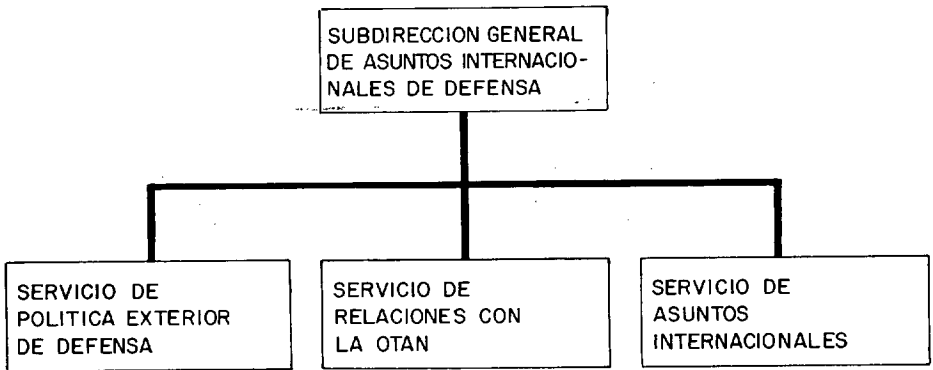 SUBDIRECCION GENERAL
DE ASUNTOS INTERNACIO-
NALES DE DEFENSA
SERVICIO DE
POLITICA EXTERIOR
DE DEFENSA
SERVICIO DE
RELACIONES CON
LA OTAN
SERVICIO DE
ASUNTOS
INTERNACIONALES